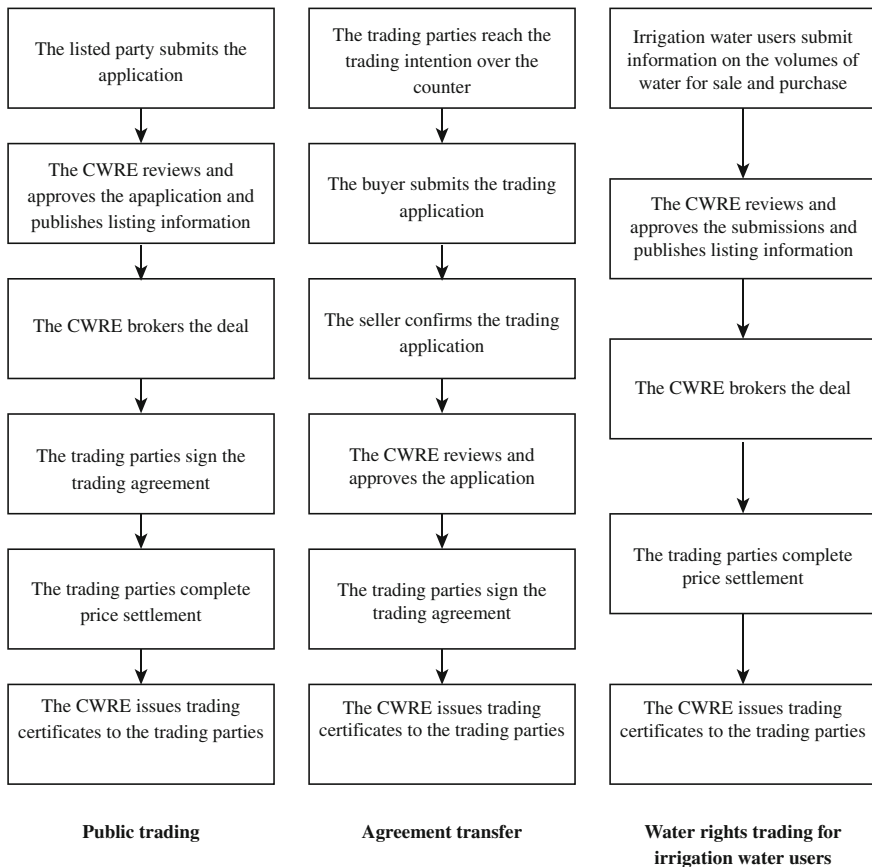 The listed party submits the
application
The CWRE reviews and
approves the apaplication and
publishes listing information
The CWRE brokers the deal
The trading parties sign the
trading agreement
The trading parties complete
price settlement
The CWRE issues trading
certificates to the trading parties
Public trading
The trading parties reach the
trading intention over the
counter
The buyer submits the trading
application
The seller confirms the trading
application
The CWRE reviews and
approves the application
The trading parties sign the
trading agreement
The CWRE issues trading
certificates to the trading parties
Agreement transfer
Irrigation water users submit
information on the volumes of
water for sale and purchase
The CWRE reviews and
approves the submissions and
publishes listing information
The CWRE brokers the deal
The trading parties complete
price settlement
The CWRE issues trading
certificates to the trading parties
Water rights trading for
irrigation water users